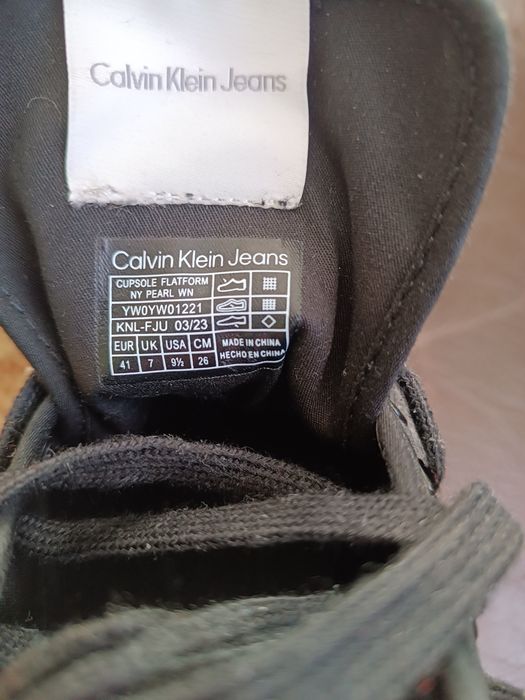 Calvin Klein Jeans
Calvin Klein Jeans
CUPSOLE FLATFORM
NY PEARL WN
YW0YW01221
KNL-FJU 03/23
EUR UK USA CM
41 7 9½ 26
MADE IN CHINA
HECHO EN CHINA